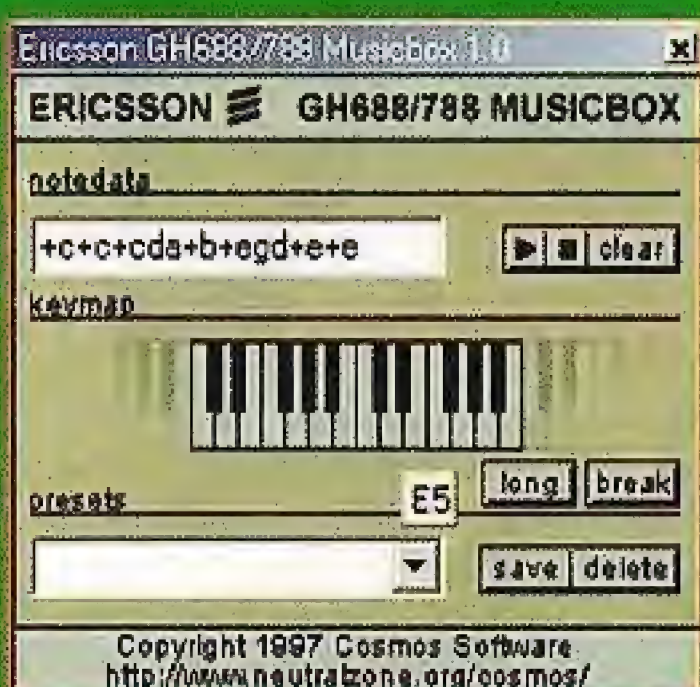 Ericsson GH688/788 Musicbox 1.0
ERICSSON GH688/788 MUSICBOX
notedata
+c+c+cda+b+egd+e+e clear
keymap
long break
presets E5
save delete
Copyright 1997 Cosmos Software
http://www.neutralzone.org/cosmos/